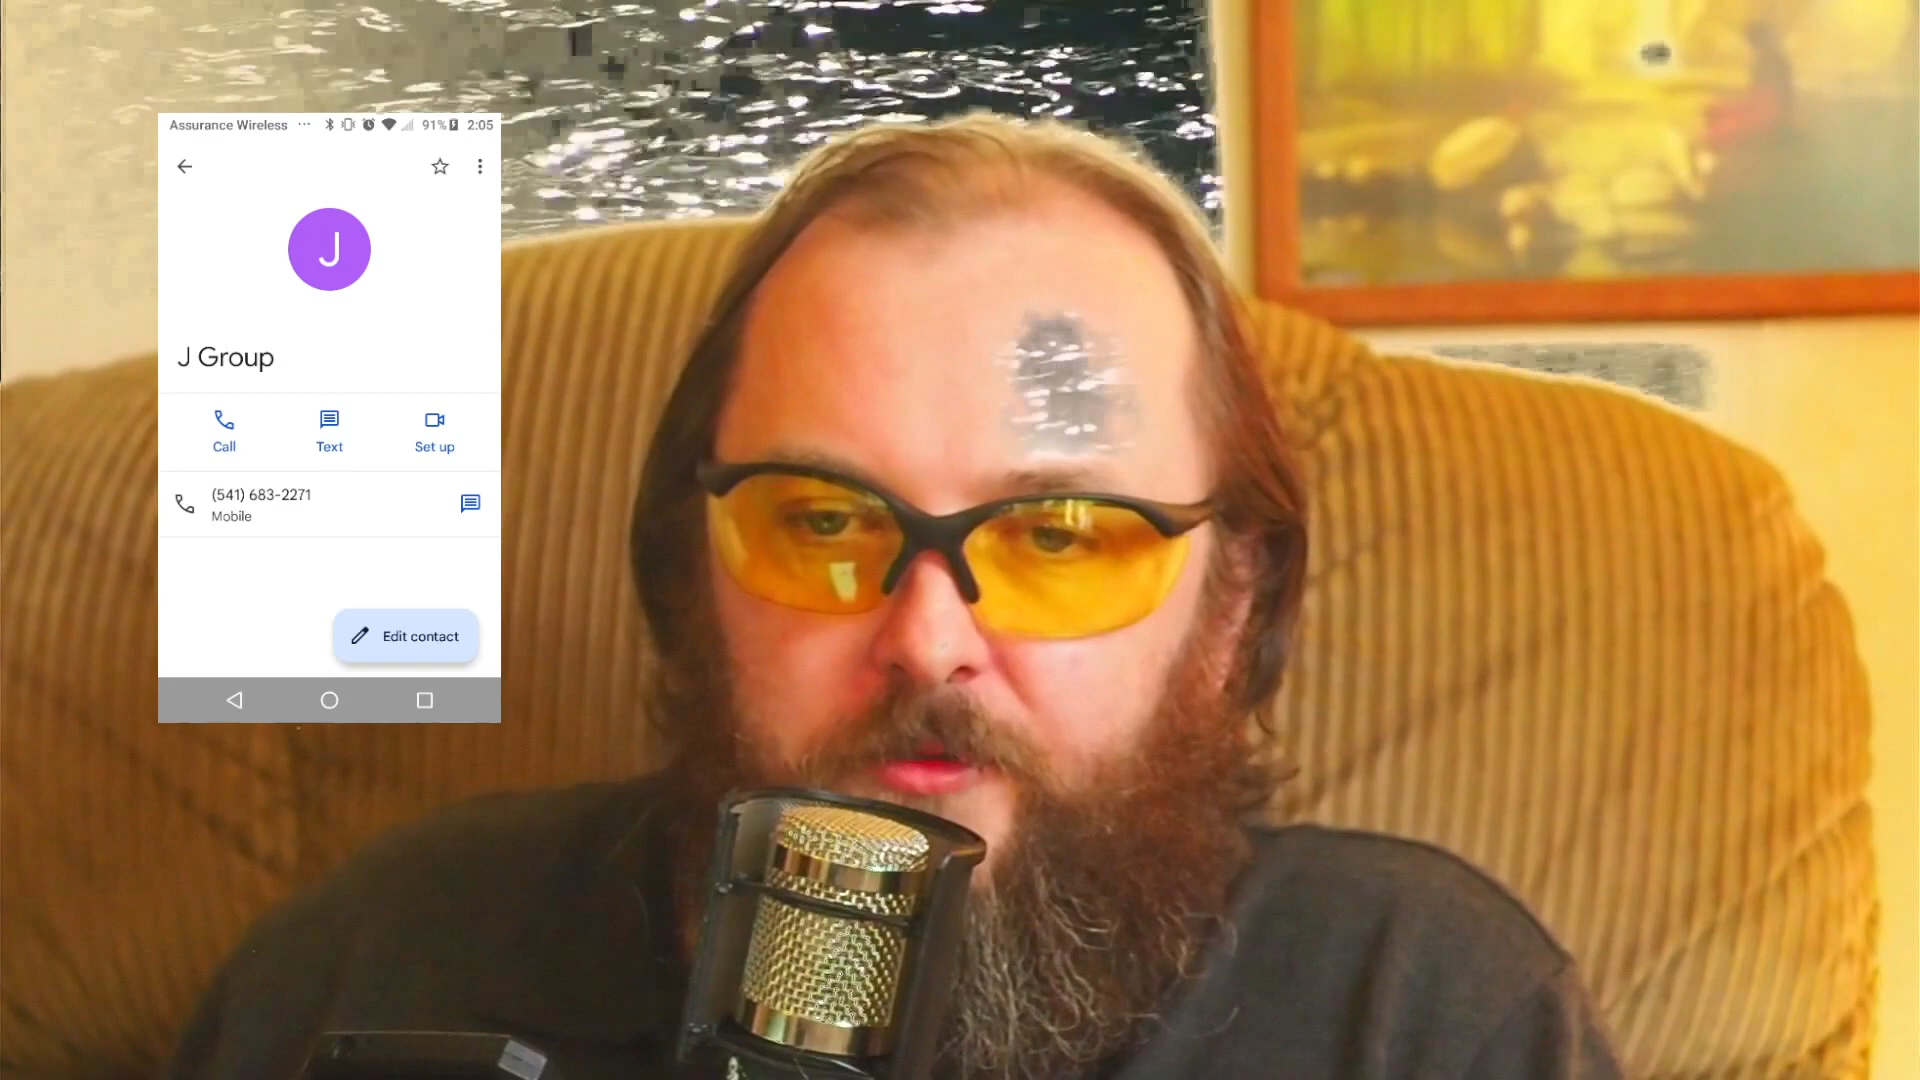 Assurance Wireless ... 91% 2:05
J
J Group
Call Text Set up
(541) 683-2271
Mobile
Edit contact